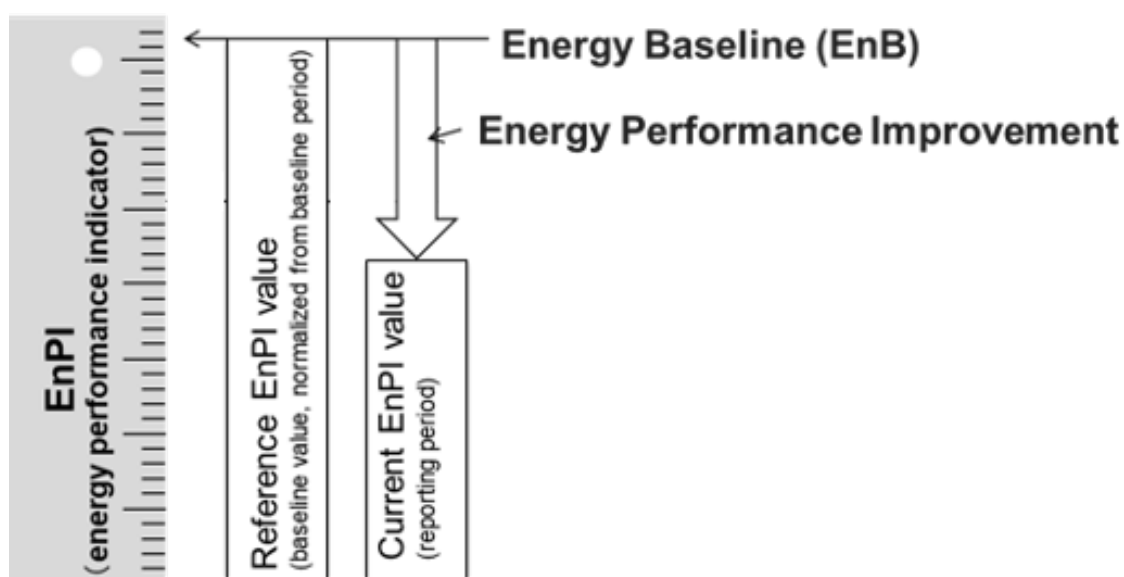 Energy Baseline (EnB)
Energy Performance Improvement
EnPI
(energy performance indicator)
Reference EnPI value
(baseline value, normalized from baseline period)
Current EnPI value
(reporting period)